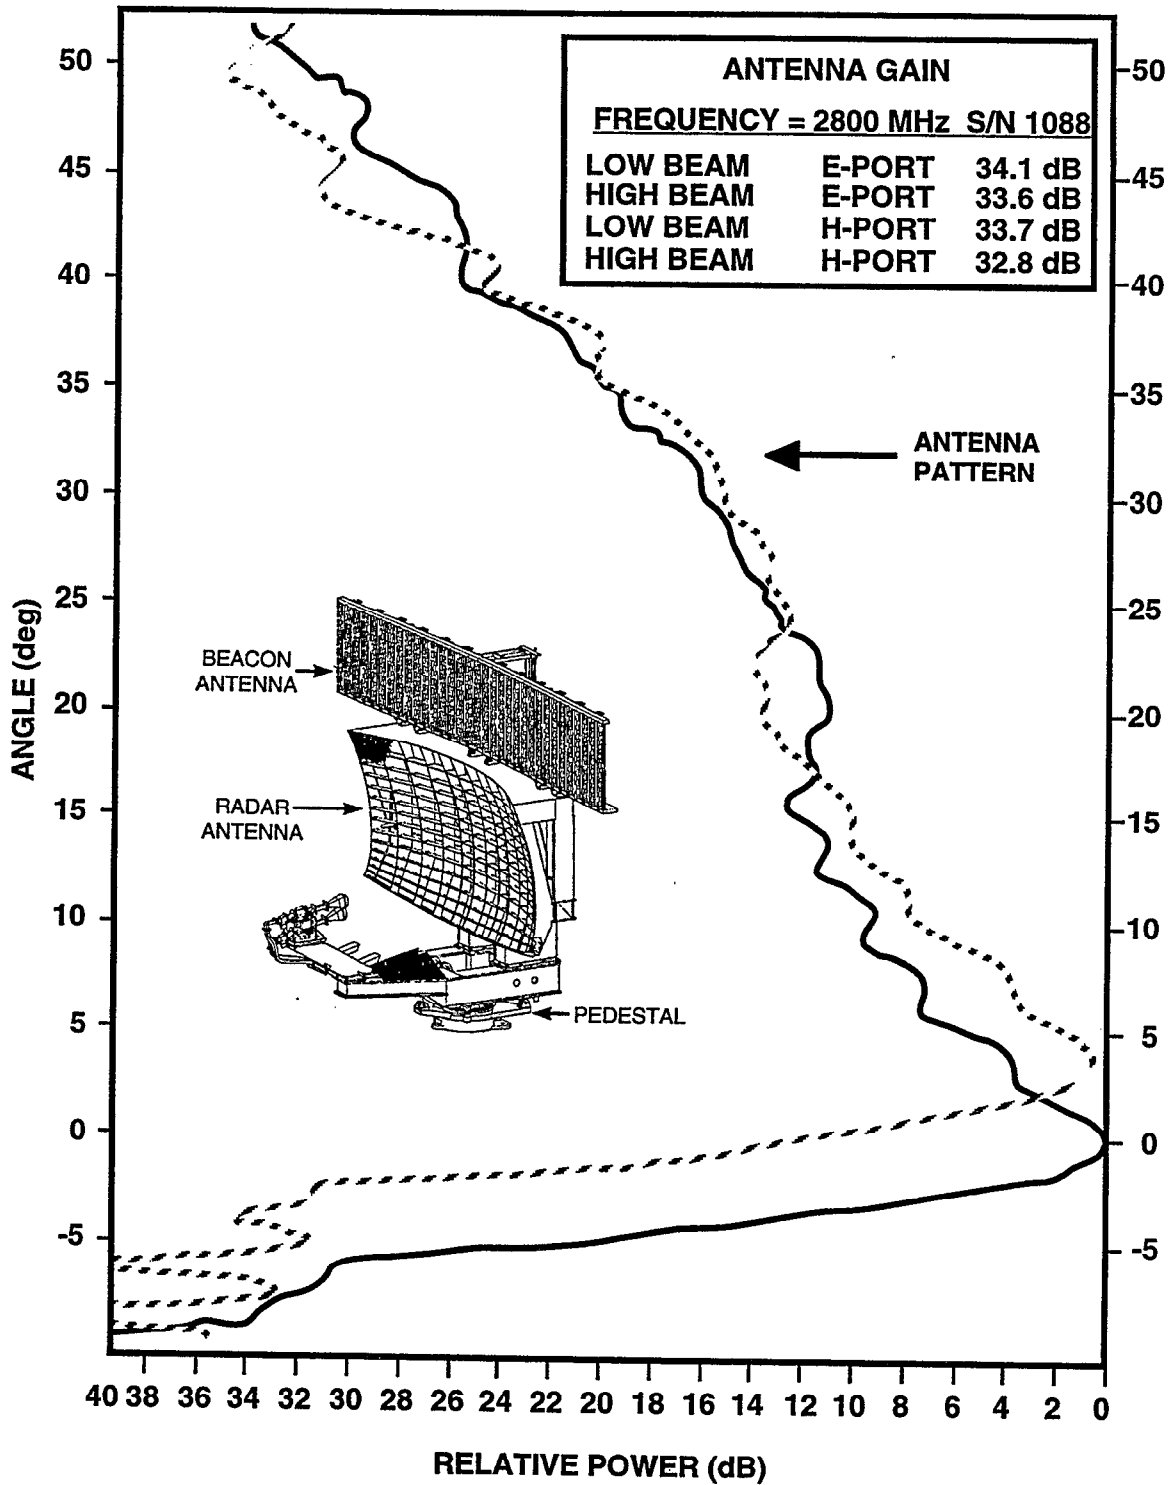 ANTENNA GAIN
FREQUENCY = 2800 MHz S/N 1088
LOW BEAM E-PORT 34.1 dB
HIGH BEAM E-PORT 33.6 dB
LOW BEAM H-PORT 33.7 dB
HIGH BEAM H-PORT 32.8 dB
50
45
40
35
30
25
20
15
10
5
0
-5
ANGLE (deg)
50
45
40
35
30
25
20
15
10
5
0
-5
ANTENNA
PATTERN
BEACON
ANTENNA
RADAR
ANTENNA
PEDESTAL
40 38 36 34 32 30 28 26 24 22 20 18 16 14 12 10 8 6 4 2 0
RELATIVE POWER (dB)